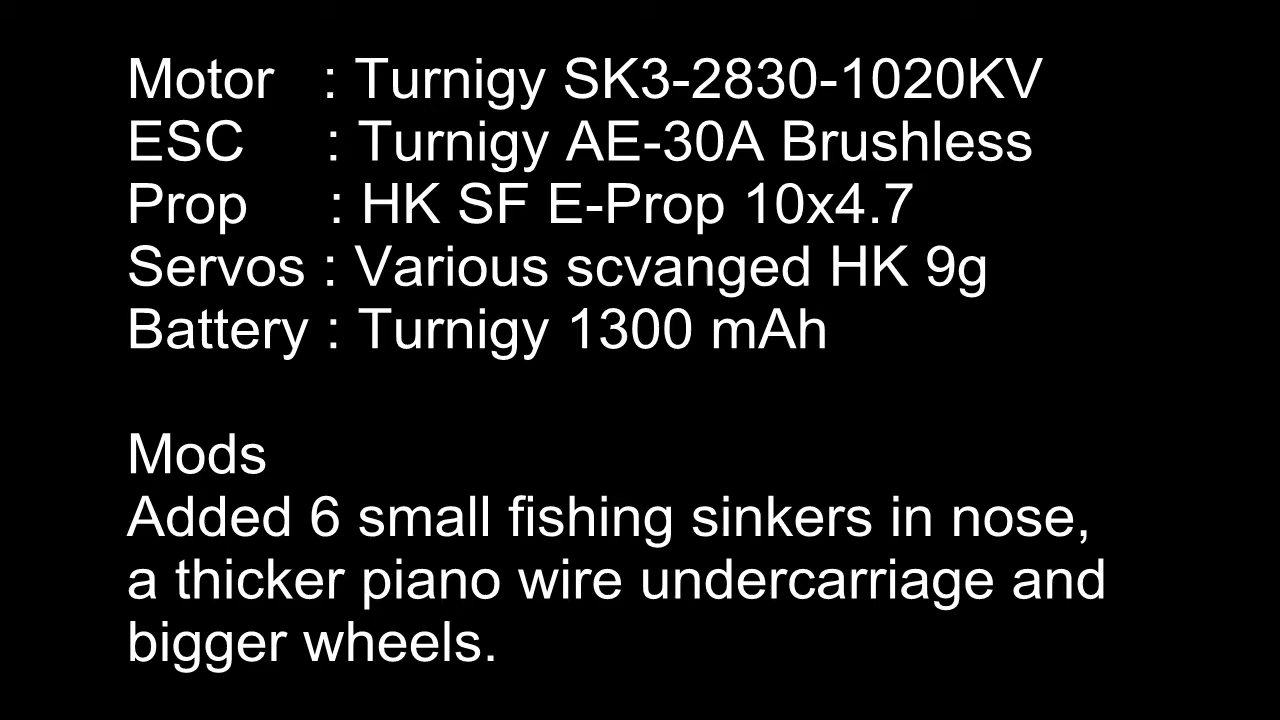 Motor : Turnigy SK3-2830-1020KV
ESC : Turnigy AE-30A Brushless
Prop : HK SF E-Prop 10x4.7
Servos : Various scvanged HK 9g
Battery : Turnigy 1300 mAh
Mods
Added 6 small fishing sinkers in nose,
a thicker piano wire undercarriage and
bigger wheels.